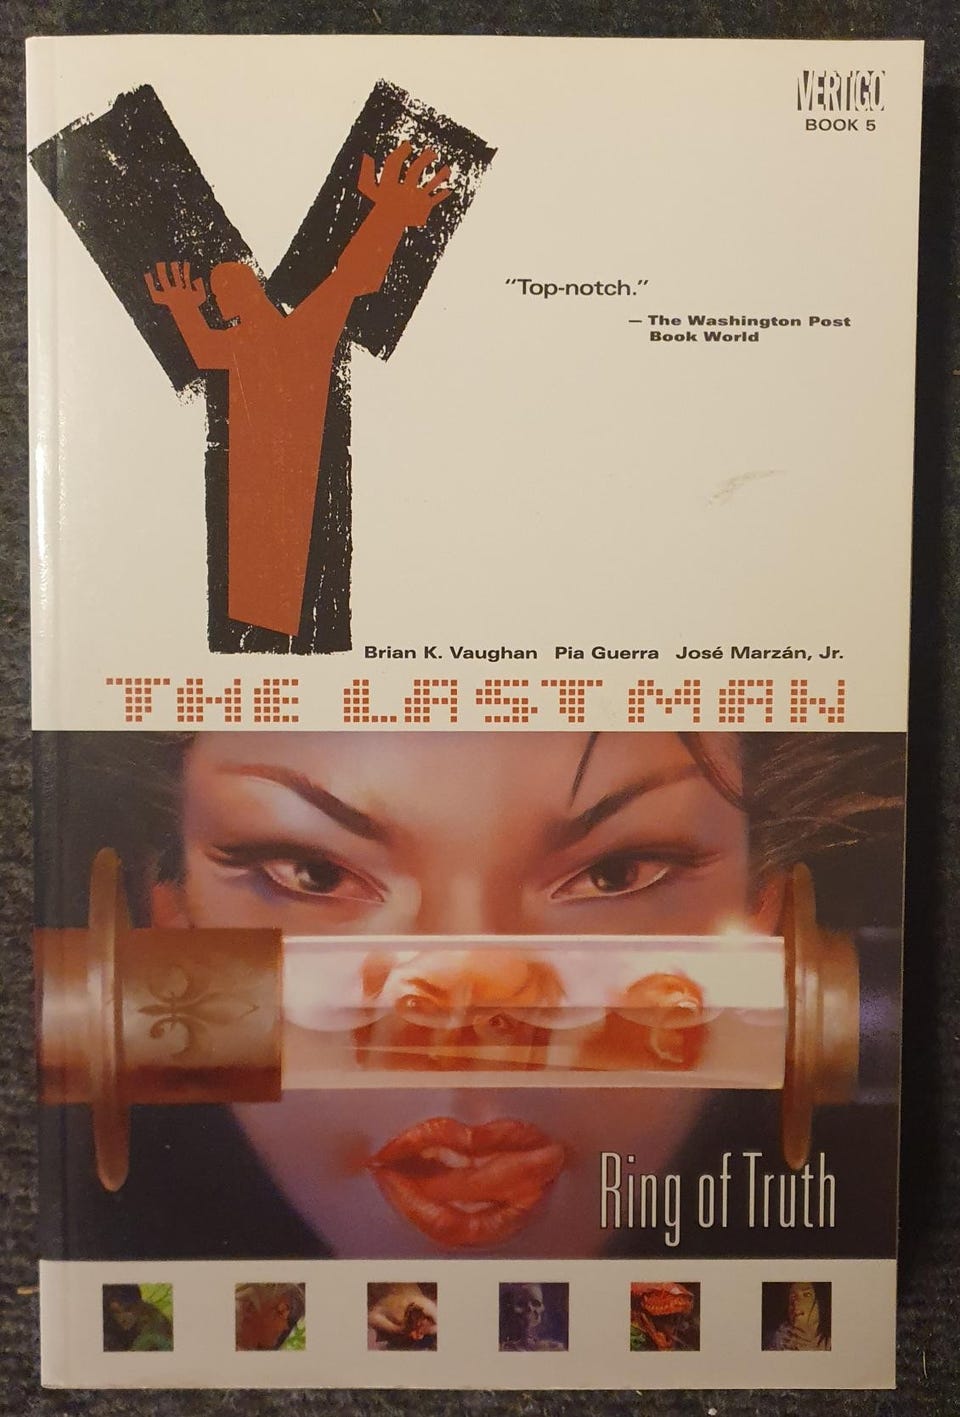 VERTIGO
BOOK 5
Y
“Top-notch.”
— The Washington Post
Book World
Brian K. Vaughan Pia Guerra José Marzán, Jr.
THE LAST MAN
Ring of Truth